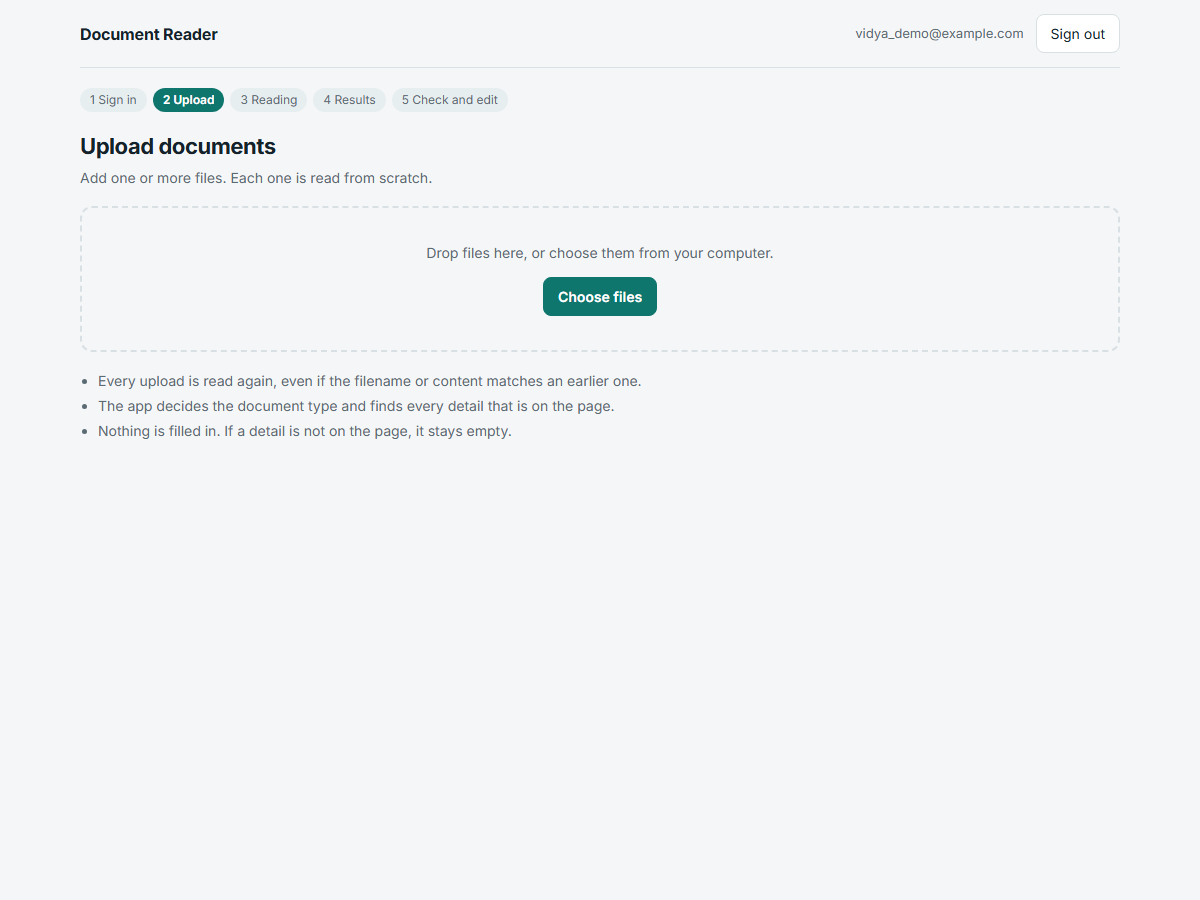 Document Reader
vidya_demo@example.com
Sign out
1 Sign in
2 Upload
3 Reading
4 Results
5 Check and edit
Upload documents
Add one or more files. Each one is read from scratch.
Drop files here, or choose them from your computer.
Choose files
Every upload is read again, even if the filename or content matches an earlier one.
The app decides the document type and finds every detail that is on the page.
Nothing is filled in. If a detail is not on the page, it stays empty.